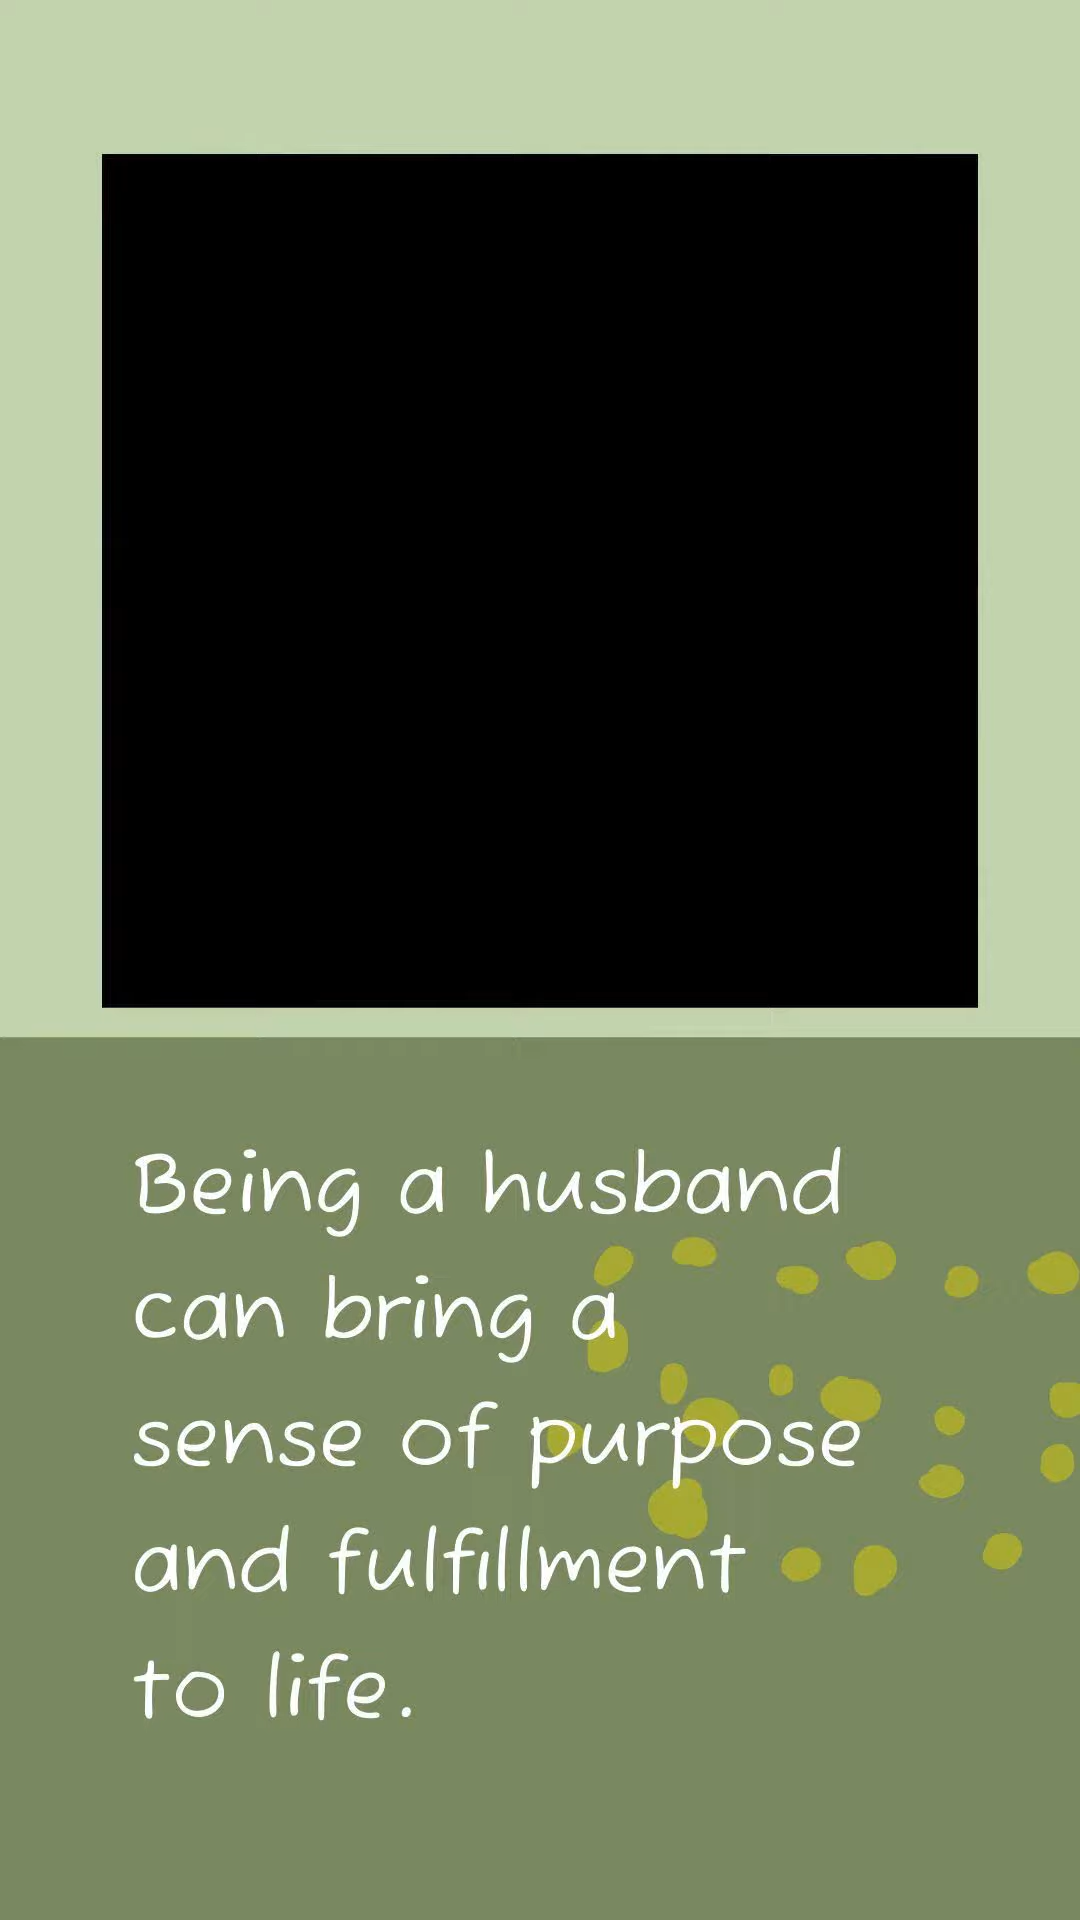 Being a husband
can bring a
sense of purpose
and fulfillment
to life.